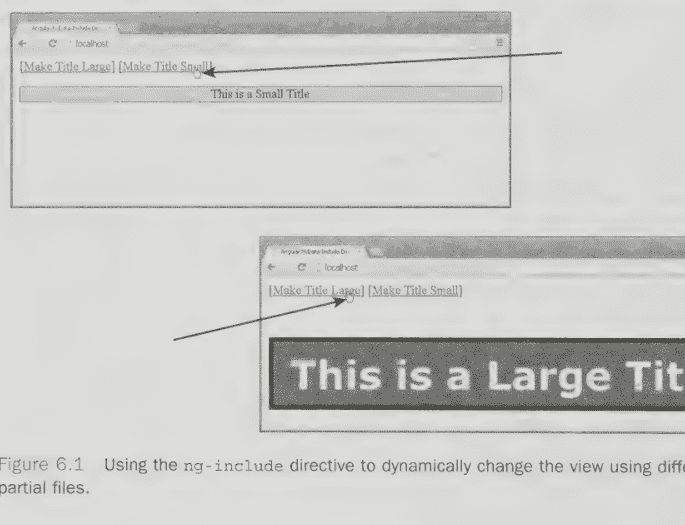 localhost
[Make Title Large] [Make Title Small]
This is a Small Title
localhost
[Make Title Large] [Make Title Small]
This is a Large Tit
Figure 6.1 Using the ng-include directive to dynamically change the view using diffe
partial files.